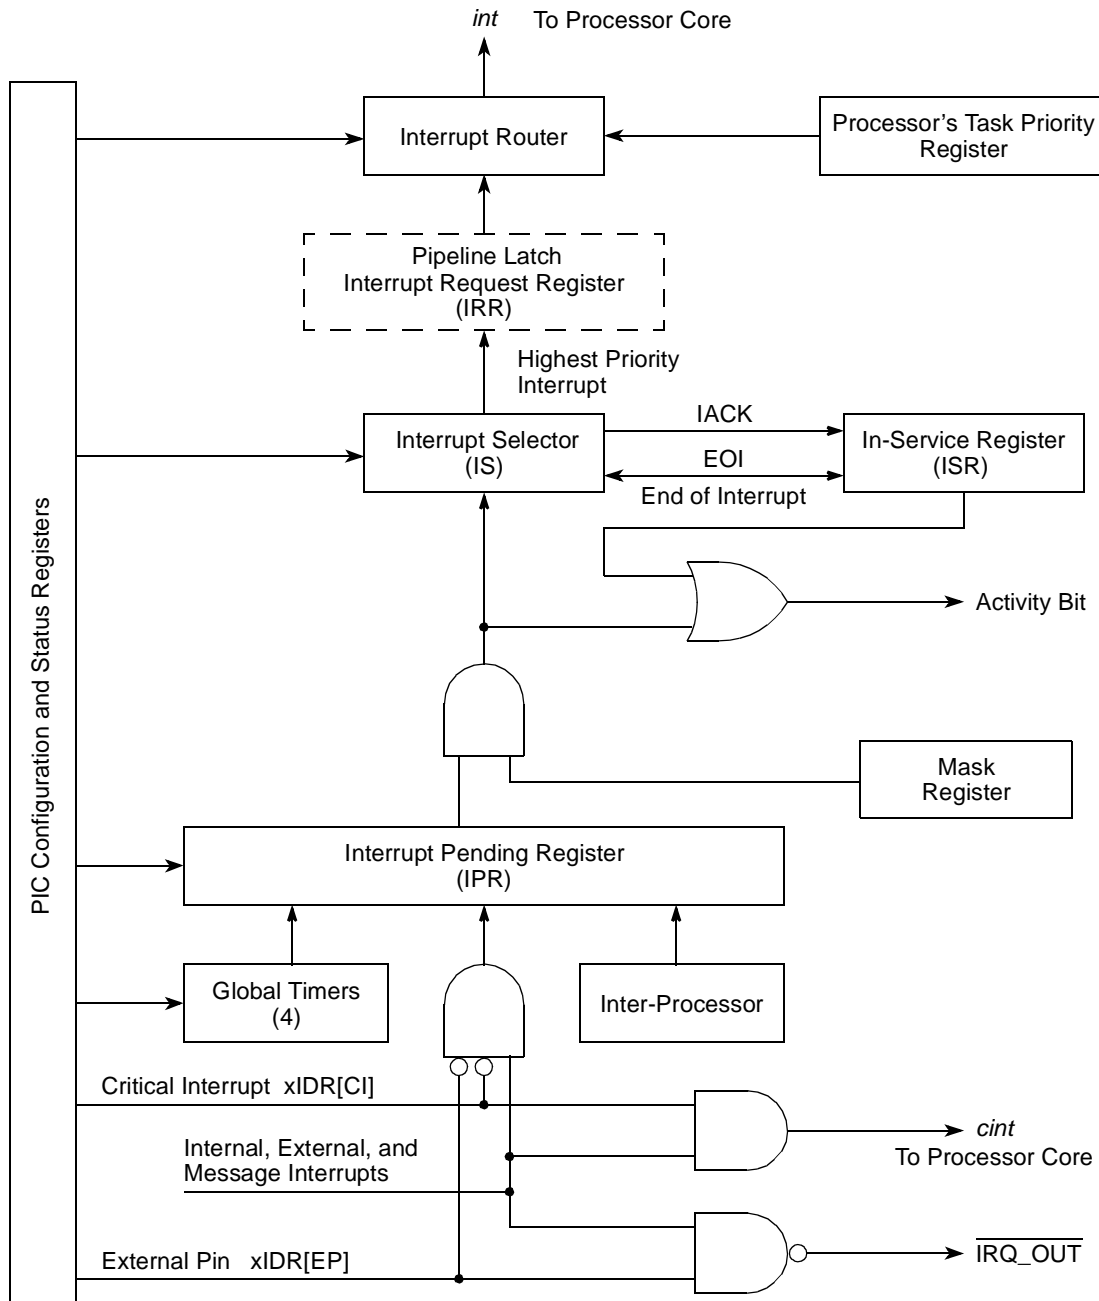 int To Processor Core
Interrupt Router
Processor's Task Priority
Register
Pipeline Latch
Interrupt Request Register
(IRR)
Highest Priority
Interrupt
Interrupt Selector
(IS)
IACK
EOI
End of Interrupt
In-Service Register
(ISR)
Activity Bit
PIC Configuration and Status Registers
Mask
Register
Interrupt Pending Register
(IPR)
Global Timers
(4)
Inter-Processor
Critical Interrupt xIDR[CI]
Internal, External, and
Message Interrupts
cint
To Processor Core
External Pin xIDR[EP]
IRQ_OUT